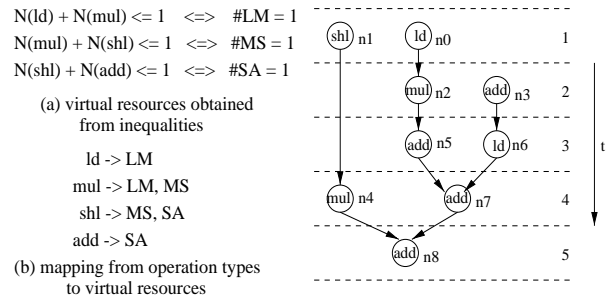 N(ld) + N(mul) <= 1 <=> #LM = 1
N(mul) + N(shl) <= 1 <=> #MS = 1
N(shl) + N(add) <= 1 <=> #SA = 1
(a) virtual resources obtained
from inequalities
ld -> LM
mul -> LM, MS
shl -> MS, SA
add -> SA
(b) mapping from operation types
to virtual resources
shl n1 ld n0 1
mul n2 add n3 2
add n5 ld n6 3
t
mul n4 add n7 4
add n8 5